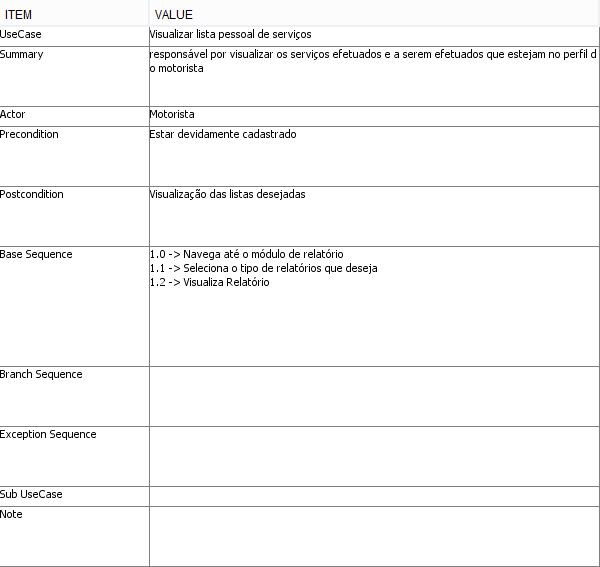 ITEM VALUE
UseCase Visualizar lista pessoal de serviços
Summary responsável por visualizar os serviços efetuados e a serem efetuados que estejam no perfil d
o motorista
Actor Motorista
Precondition Estar devidamente cadastrado
Postcondition Visualização das listas desejadas
Base Sequence 1.0 -> Navega até o módulo de relatório
1.1 -> Seleciona o tipo de relatórios que deseja
1.2 -> Visualiza Relatório
Branch Sequence
Exception Sequence
Sub UseCase
Note